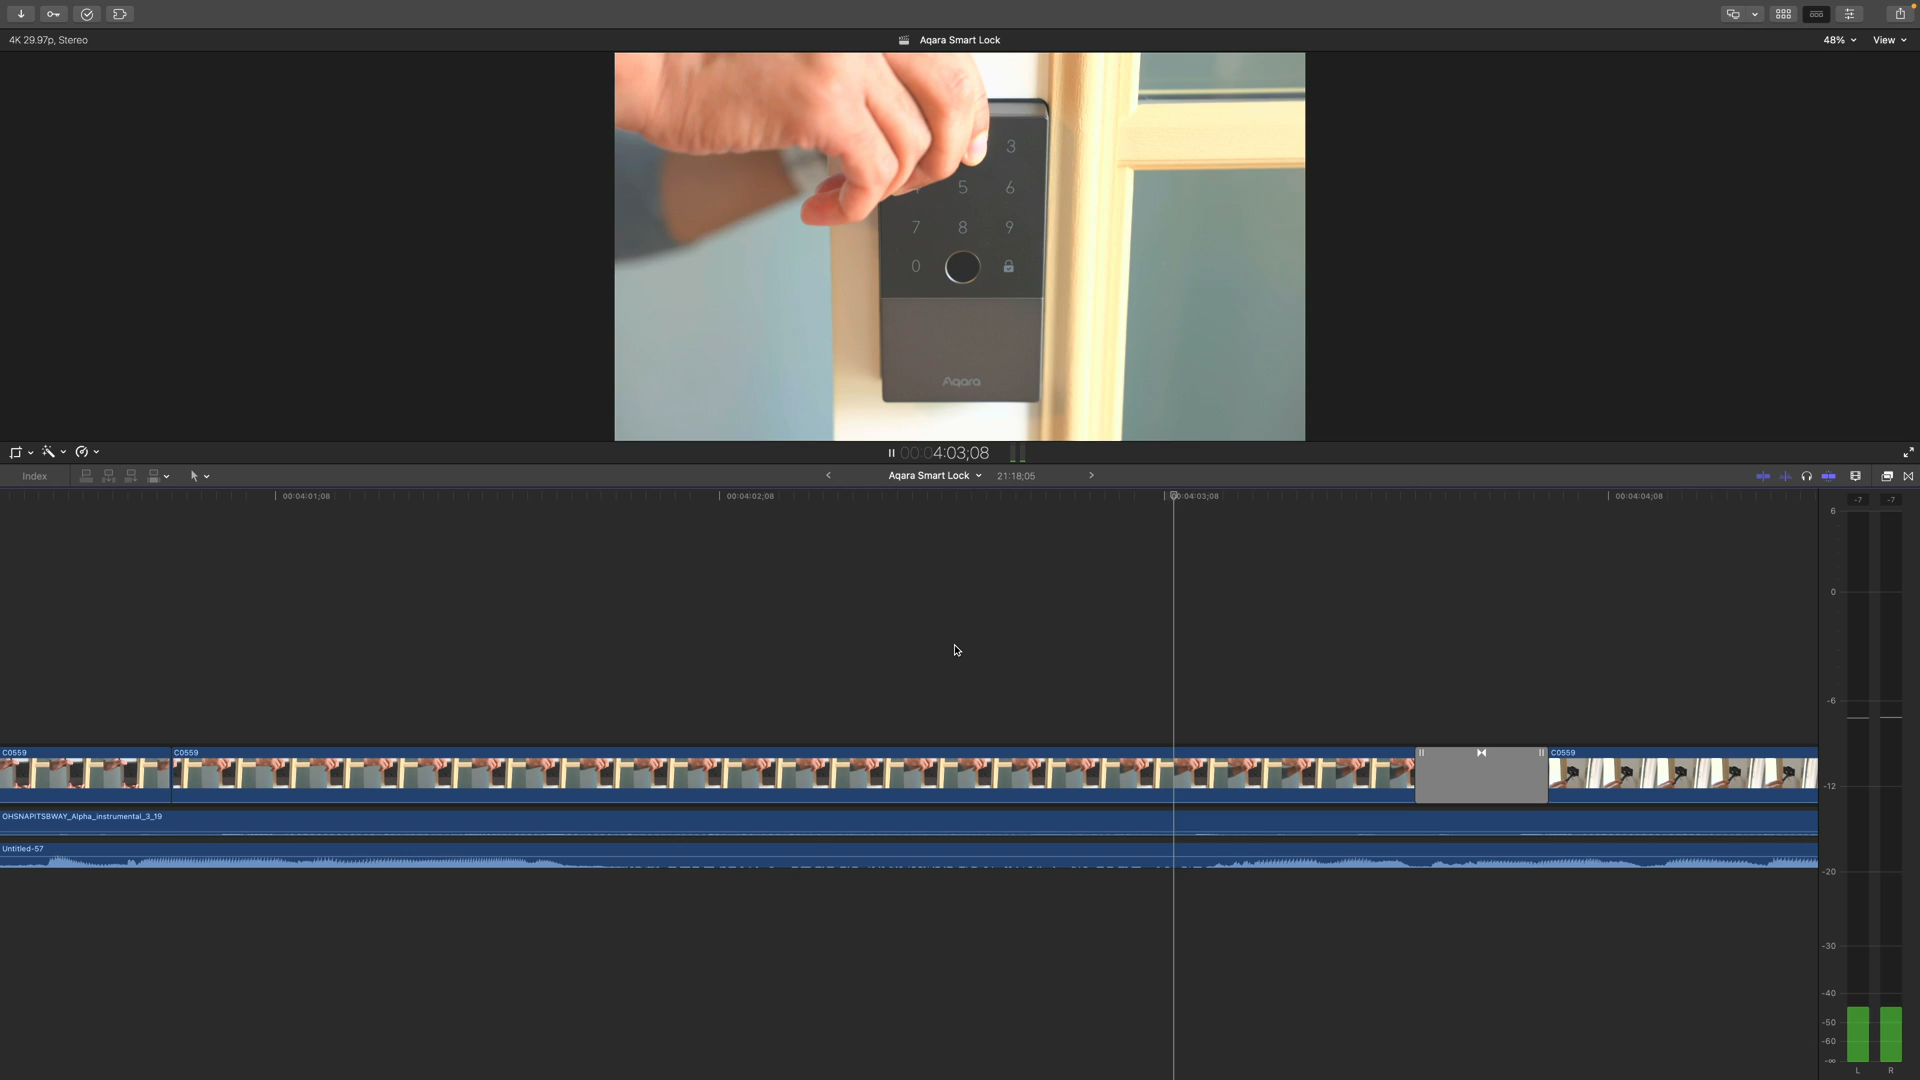 4K 29.97p, Stereo
Aqara Smart Lock
48%
View
3
5 6
7 8 9
0
Aqara
00:04:03;08
Index
Aqara Smart Lock
21:18;05
00:04:01;08
00:04:02;08
00:04:03;08
00:04:04;08
-7 -7
6
0
-6
-12
-20
-30
-40
-50
-60
-∞
L R
C0559
C0559
C0559
OHSNAPITSBWAY_Alpha_instrumental_3_19
Untitled-57